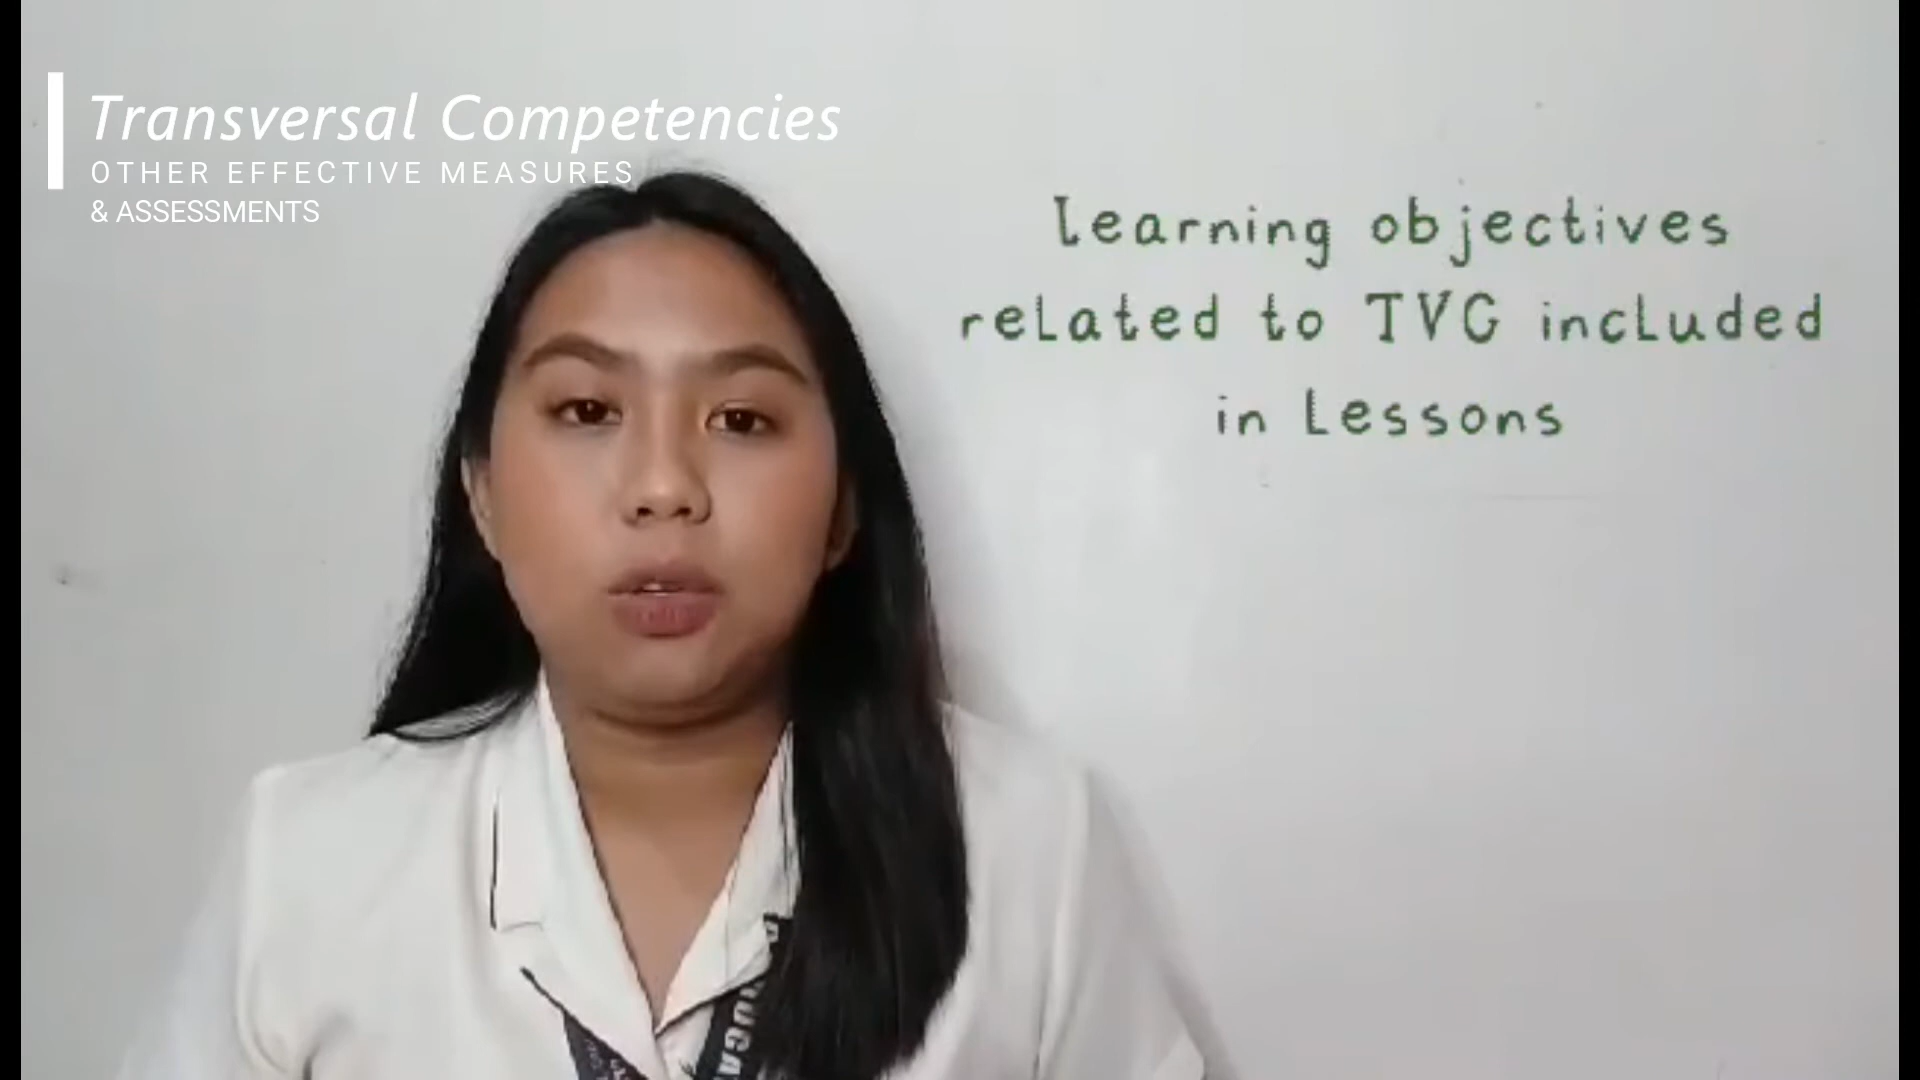 Transversal Competencies
OTHER EFFECTIVE MEASURES
& ASSESSMENTS
learning objectives
related to TVC included
in lessons